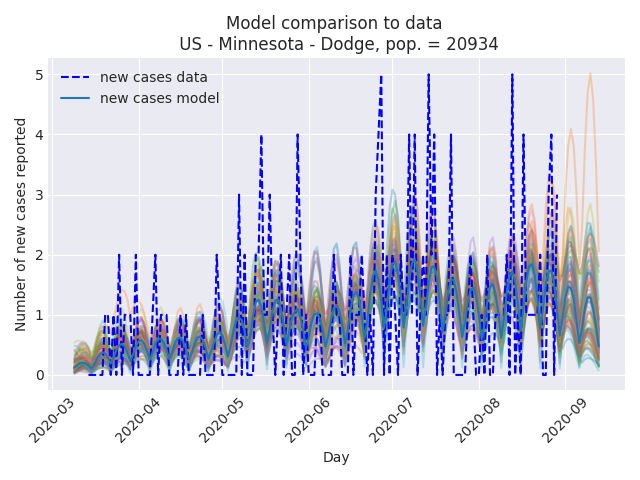 Model comparison to data
US - Minnesota - Dodge, pop. = 20934
new cases data
new cases model
Number of new cases reported
5
4
3
2
1
0
2020-03
2020-04
2020-05
2020-06
2020-07
2020-08
2020-09
Day